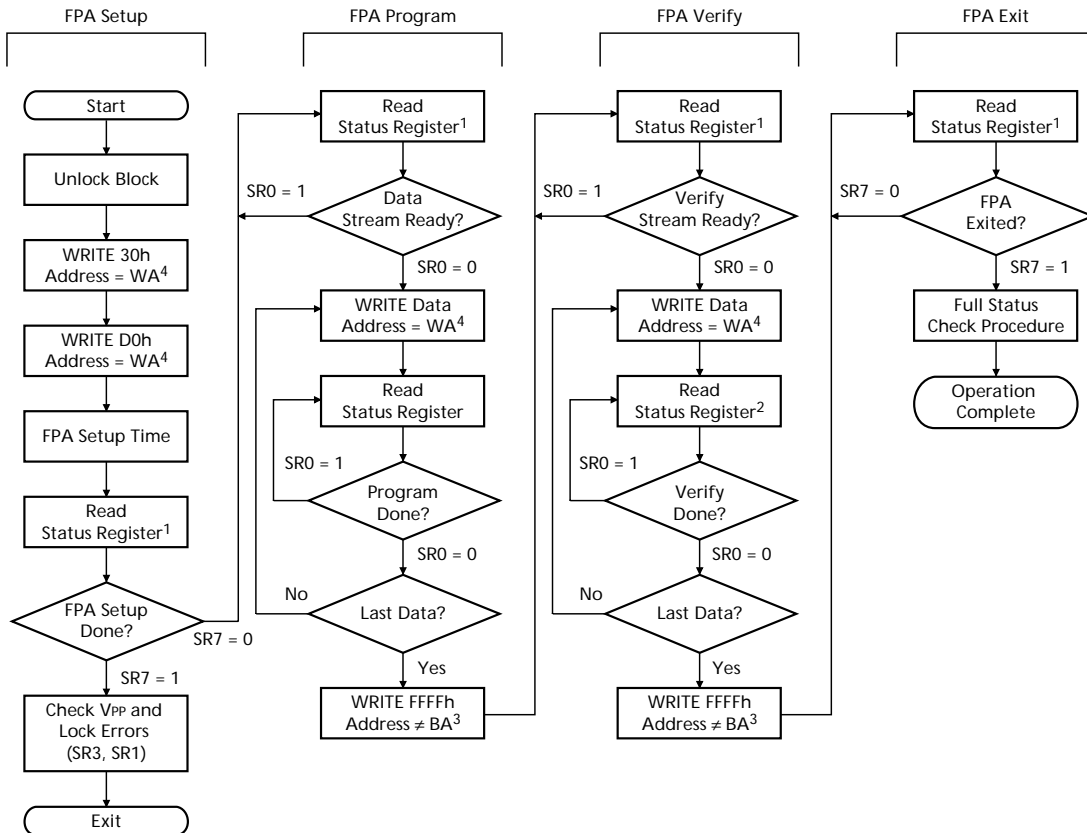 FPA Setup
FPA Program
FPA Verify
FPA Exit
Start
Unlock Block
WRITE 30h
Address = WA4
WRITE D0h
Address = WA4
FPA Setup Time
Read
Status Register1
FPA Setup
Done?
SR7 = 0
SR7 = 1
Check VPP and
Lock Errors
(SR3, SR1)
Exit
Read
Status Register1
SR0 = 1
Data
Stream Ready?
SR0 = 0
WRITE Data
Address = WA4
Read
Status Register
SR0 = 1
Program
Done?
SR0 = 0
No
Last Data?
Yes
WRITE FFFFh
Address ≠ BA3
Read
Status Register1
SR0 = 1
Verify
Stream Ready?
SR0 = 0
WRITE Data
Address = WA4
Read
Status Register2
SR0 = 1
Verify
Done?
SR0 = 0
No
Last Data?
Yes
WRITE FFFFh
Address ≠ BA3
Read
Status Register1
SR7 = 0
FPA
Exited?
SR7 = 1
Full Status
Check Procedure
Operation
Complete